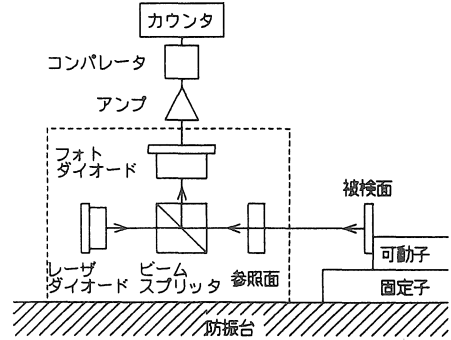 カウンタ
コンパレータ
アンプ
フォト
ダイオード
被検面
可動子
レーザ
ダイオード
ビーム
スプリッタ
参照面
固定子
防振台